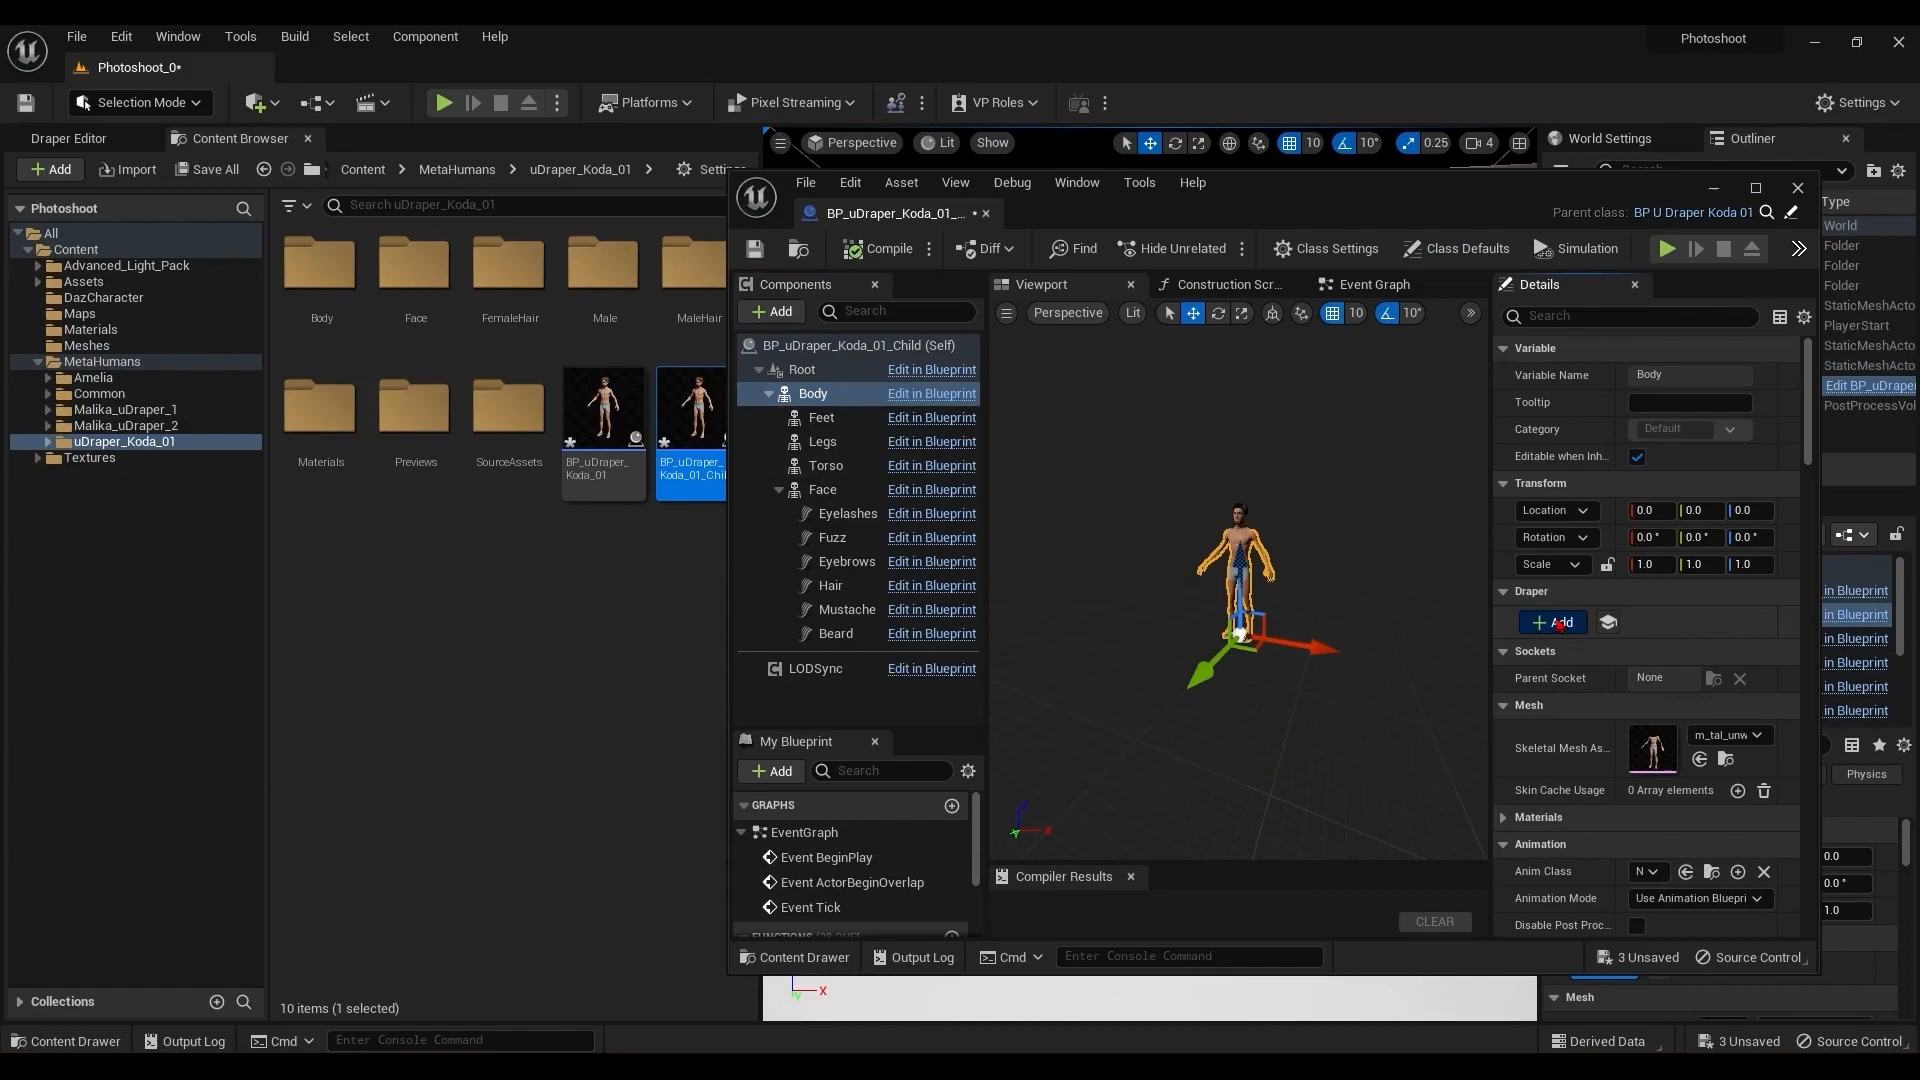 File Edit Window Tools Build Select Component Help
Photoshoot
Photoshoot_0*
Selection Mode
Platforms
Pixel Streaming
VP Roles
Settings
Draper Editor
Content Browser
Perspective
Lit
Show
10
10°
0.25
4
World Settings
Outliner
Add
Import
Save All
Content
MetaHumans
uDraper_Koda_01
Photoshoot
Search uDraper_Koda_01
All
Content
Advanced_Light_Pack
Assets
DazCharacter
Maps
Materials
Meshes
MetaHumans
Amelia
Common
Malika_uDraper_1
Malika_uDraper_2
uDraper_Koda_01
Textures
Body
Face
FemaleHair
Male
MaleHair
Materials
Previews
SourceAssets
BP_uDraper_
Koda_01
BP_uDraper_
Koda_01_Chil
Collections
10 items (1 selected)
File Edit Asset View Debug Window Tools Help
BP_uDraper_Koda_01_... *
Parent class: BP U Draper Koda 01
Compile
Diff
Find
Hide Unrelated
Class Settings
Class Defaults
Simulation
Components
Add
Search
BP_uDraper_Koda_01_Child (Self)
Root Edit in Blueprint
Body Edit in Blueprint
Feet Edit in Blueprint
Legs Edit in Blueprint
Torso Edit in Blueprint
Face Edit in Blueprint
Eyelashes Edit in Blueprint
Fuzz Edit in Blueprint
Eyebrows Edit in Blueprint
Hair Edit in Blueprint
Mustache Edit in Blueprint
Beard Edit in Blueprint
LODSync Edit in Blueprint
My Blueprint
Add
Search
GRAPHS
EventGraph
Event BeginPlay
Event ActorBeginOverlap
Event Tick
Viewport
Construction Scr...
Event Graph
Perspective
Lit
10
10°
X
Y
Compiler Results
CLEAR
Details
Search
Variable
Variable Name Body
Tooltip
Category Default
Editable when Inh...
Transform
Location 0.0 0.0 0.0
Rotation 0.0 ° 0.0 ° 0.0 °
Scale 1.0 1.0 1.0
Draper
Add
Sockets
Parent Socket None
Mesh
Skeletal Mesh As... m_tal_unw
Skin Cache Usage 0 Array elements
Materials
Animation
Anim Class N
Animation Mode Use Animation Bluepri
Disable Post Proc...
Content Drawer
Output Log
Cmd
Enter Console Command
3 Unsaved
Source Control
Type
World
Folder
Folder
Folder
StaticMeshActo
PlayerStart
StaticMeshActo
StaticMeshActo
Edit BP_uDrape
PostProcessVol
in Blueprint
in Blueprint
in Blueprint
in Blueprint
in Blueprint
in Blueprint
Physics
0.0
0.0 °
1.0
Mesh
X
Y
Content Drawer
Output Log
Cmd
Enter Console Command
Derived Data
3 Unsaved
Source Control